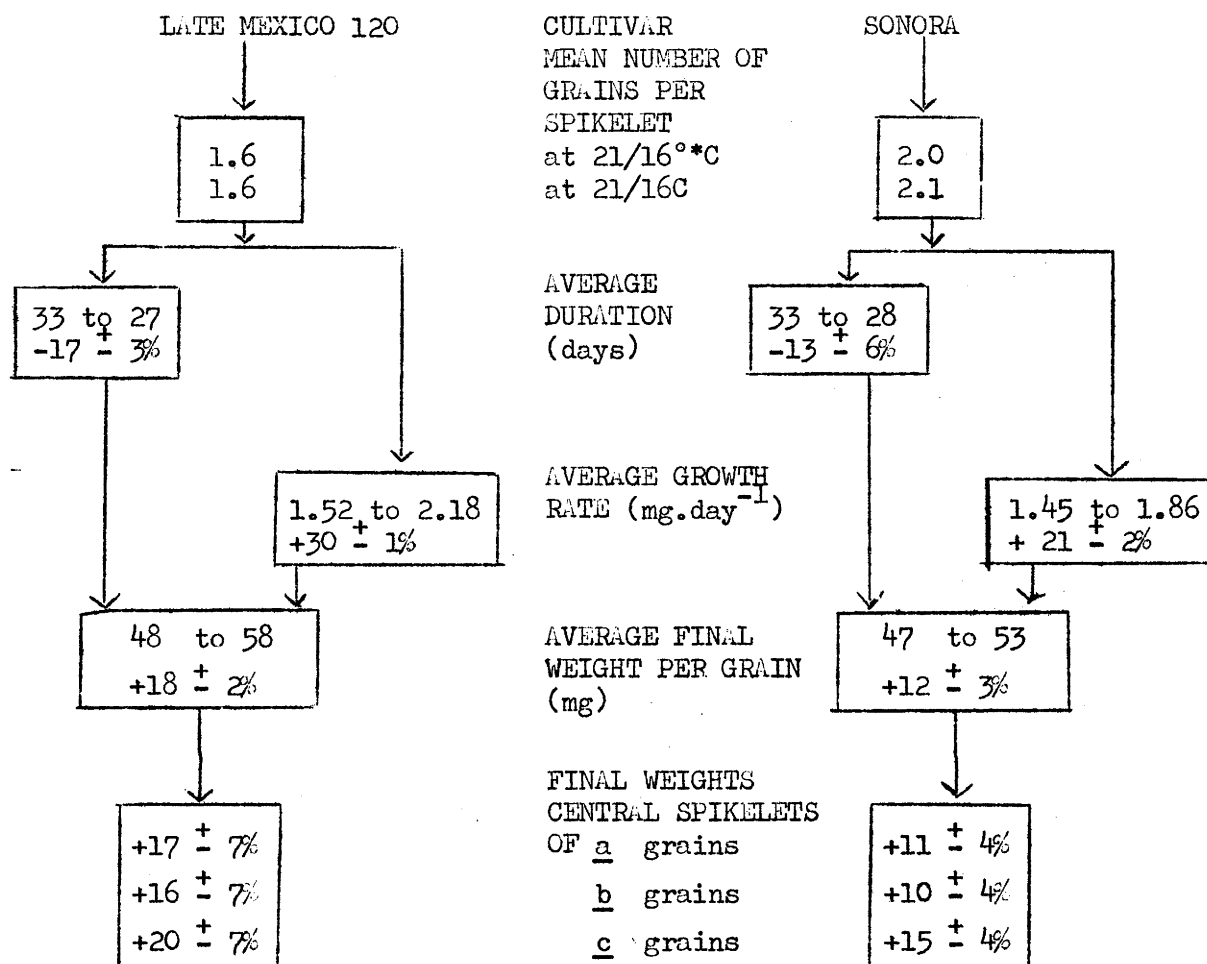 LATE MEXICO 120
CULTIVAR
SONORA
MEAN NUMBER OF
GRAINS PER
SPIKELET
at 21/16°*C
at 21/16C
1.6
1.6
2.0
2.1
AVERAGE
DURATION
(days)
33 to 27
-17 ± 3%
33 to 28
-13 ± 6%
AVERAGE GROWTH
RATE (mg.day-1)
1.52 to 2.18
+30 ± 1%
1.45 to 1.86
+ 21 ± 2%
AVERAGE FINAL
WEIGHT PER GRAIN
(mg)
48 to 58
+18 ± 2%
47 to 53
+12 ± 3%
FINAL WEIGHTS
CENTRAL SPIKELETS
OF a grains
b grains
c grains
+17 ± 7%
+16 ± 7%
+20 ± 7%
+11 ± 4%
+10 ± 4%
+15 ± 4%